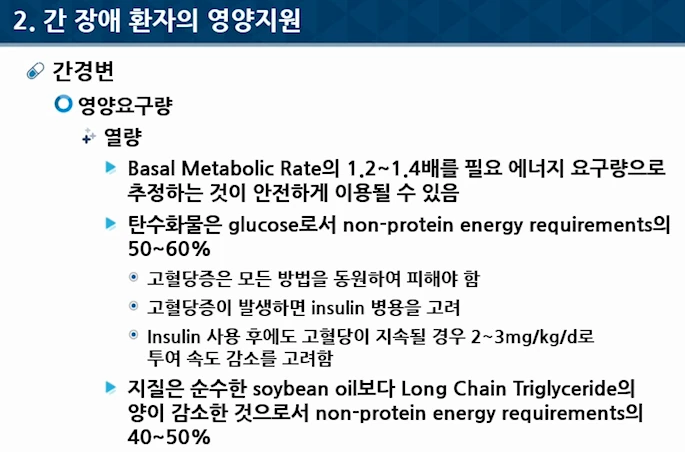 2. 간 장애 환자의 영양지원
간경변
영양요구량
열량
Basal Metabolic Rate의 1.2~1.4배를 필요 에너지 요구량으로
추정하는 것이 안전하게 이용될 수 있음
탄수화물은 glucose로서 non-protein energy requirements의
50~60%
고혈당증은 모든 방법을 동원하여 피해야 함
고혈당증이 발생하면 insulin 병용을 고려
Insulin 사용 후에도 고혈당이 지속될 경우 2~3mg/kg/d로
투여 속도 감소를 고려함
지질은 순수한 soybean oil보다 Long Chain Triglyceride의
양이 감소한 것으로서 non-protein energy requirements의
40~50%